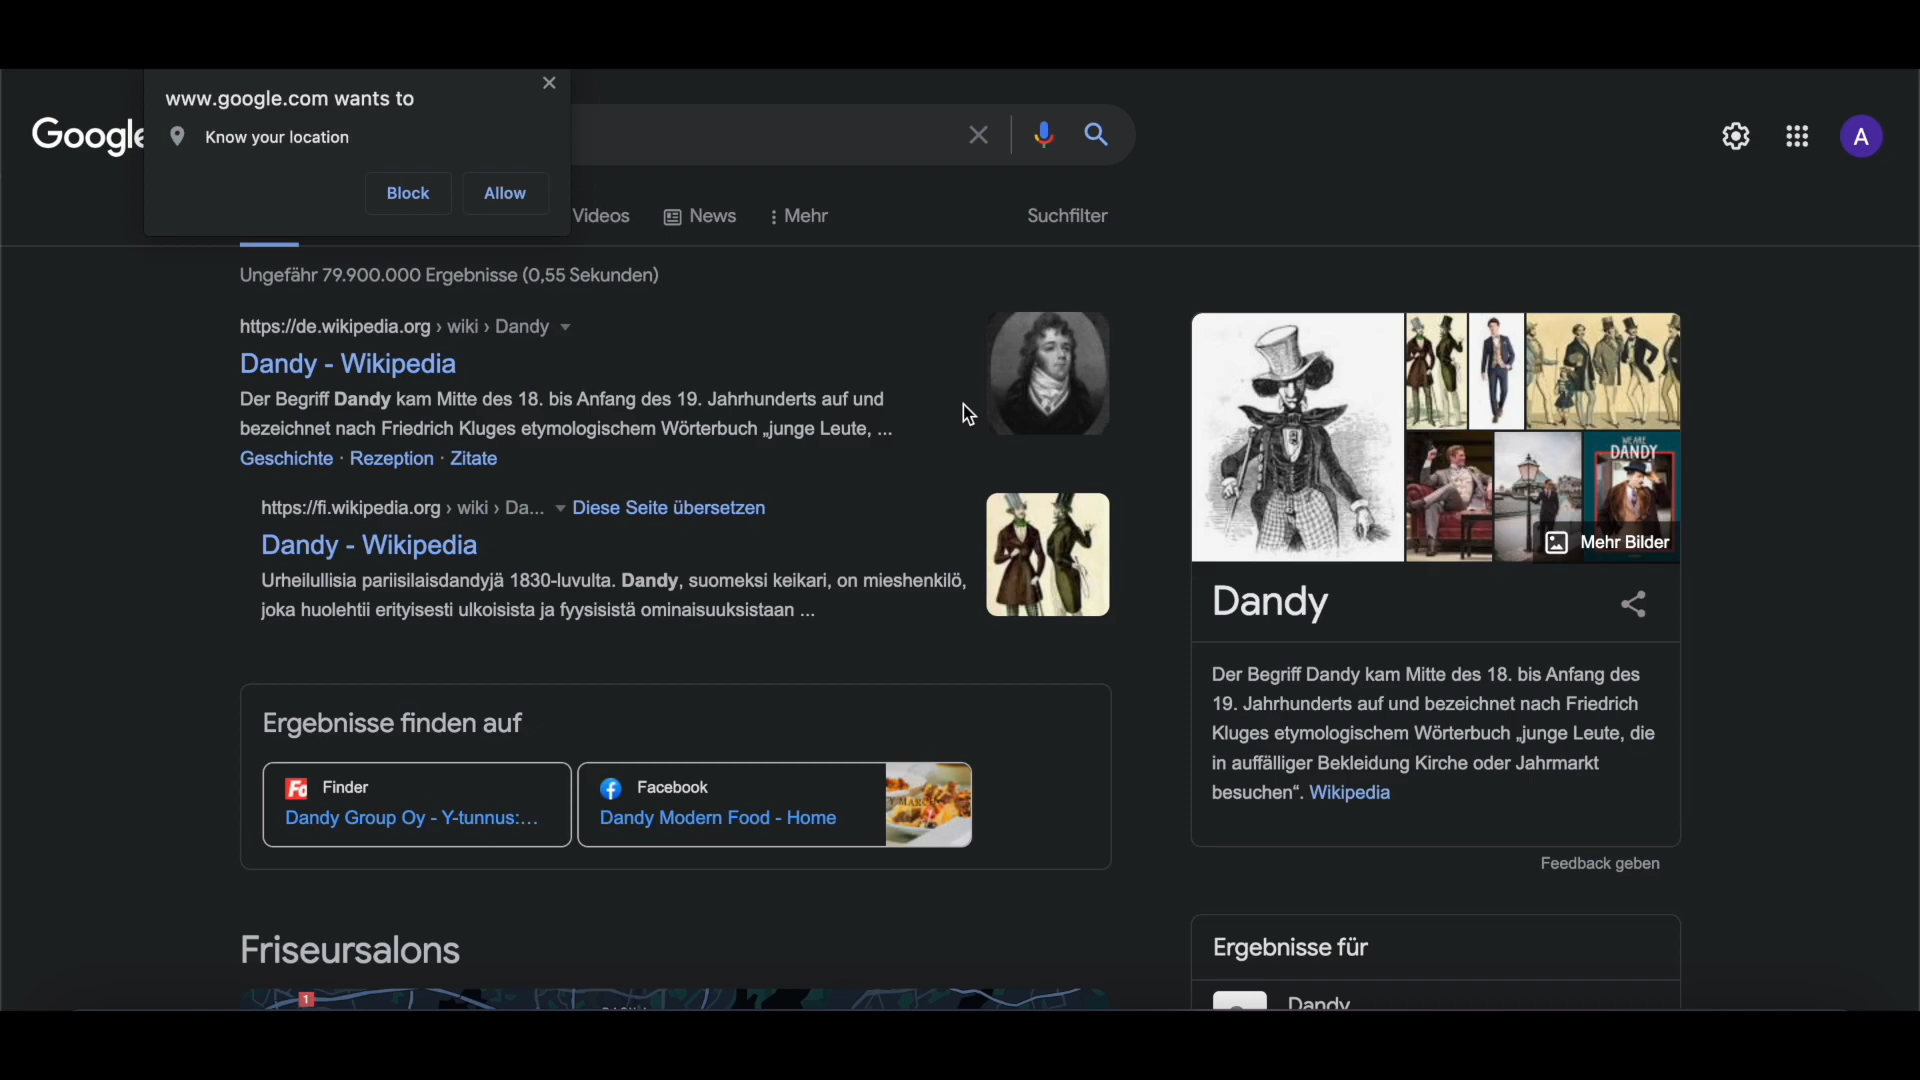 www.google.com wants to
Know your location
Block
Allow
Google
A
Videos
News
Mehr
Suchfilter
Ungefähr 79.900.000 Ergebnisse (0,55 Sekunden)
https://de.wikipedia.org › wiki › Dandy
Dandy - Wikipedia
Der Begriff Dandy kam Mitte des 18. bis Anfang des 19. Jahrhunderts auf und
bezeichnet nach Friedrich Kluges etymologischem Wörterbuch „junge Leute, ...
Geschichte · Rezeption · Zitate
https://fi.wikipedia.org › wiki › Da... Diese Seite übersetzen
Dandy - Wikipedia
Urheilullisia pariisilaisdandyjä 1830-luvulta. Dandy, suomeksi keikari, on mieshenkilö,
joka huolehtii erityisesti ulkoisista ja fyysisistä ominaisuuksistaan ...
Ergebnisse finden auf
Finder
Dandy Group Oy - Y-tunnus:...
Facebook
Dandy Modern Food - Home
Friseursalons
1
WE ARE
DANDY
Mehr Bilder
Dandy
Der Begriff Dandy kam Mitte des 18. bis Anfang des
19. Jahrhunderts auf und bezeichnet nach Friedrich
Kluges etymologischem Wörterbuch „junge Leute, die
in auffälliger Bekleidung Kirche oder Jahrmarkt
besuchen“. Wikipedia
Feedback geben
Ergebnisse für
Dandy